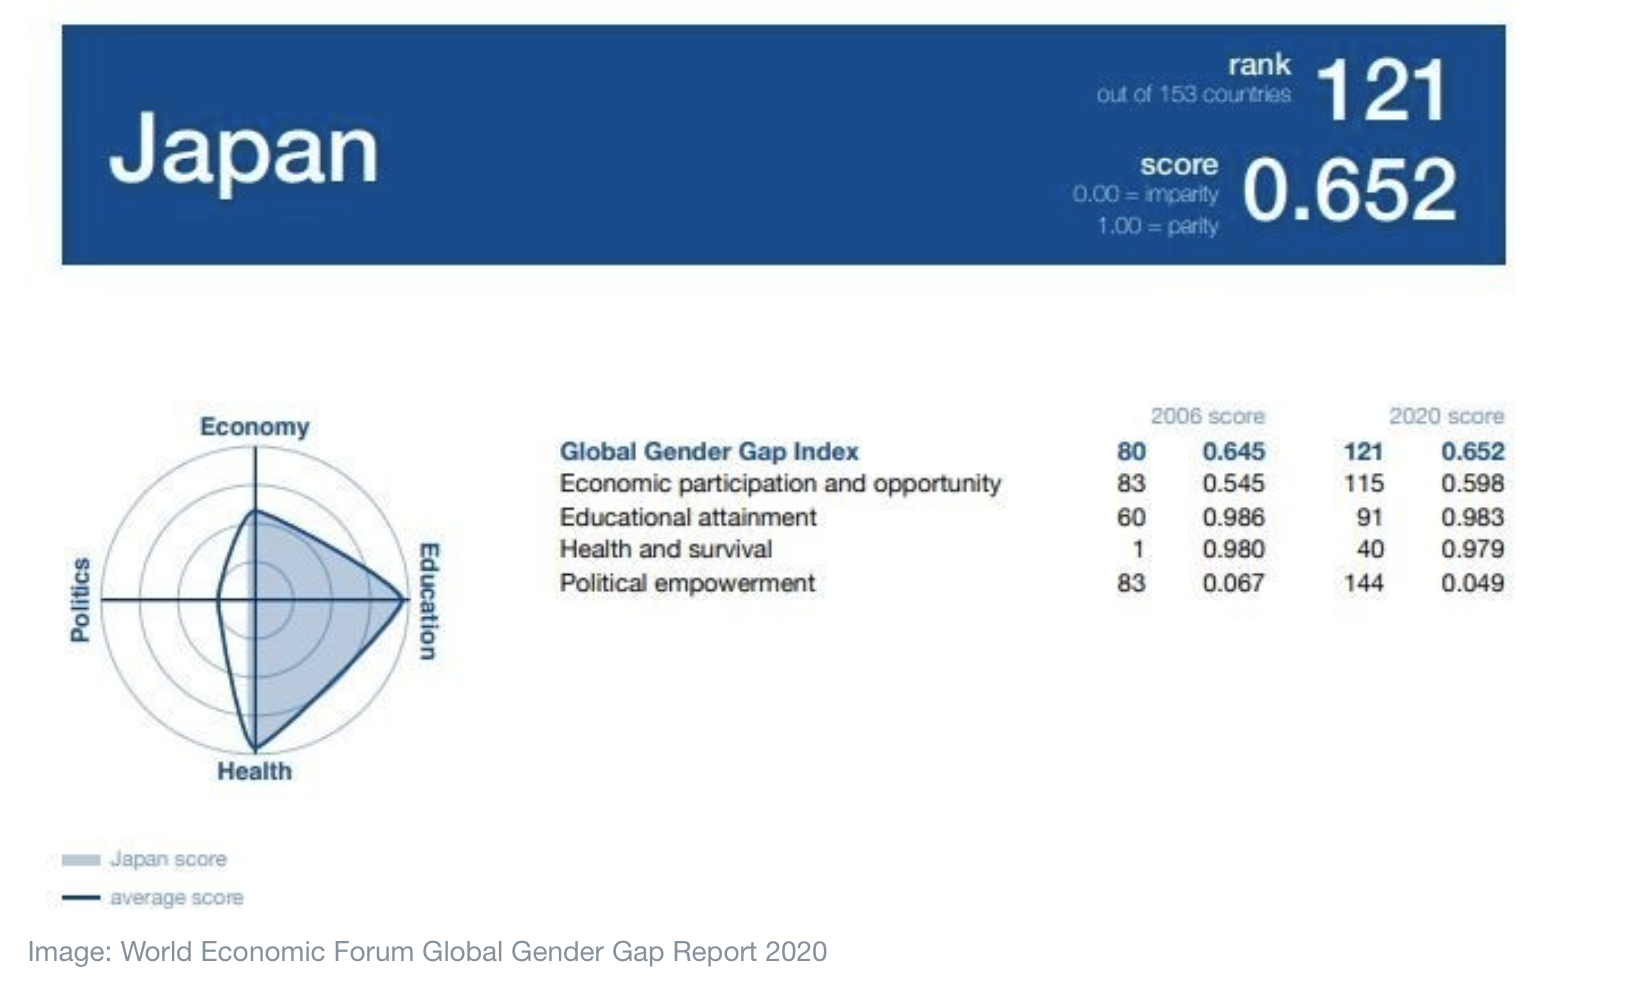 Japan
rank
out of 153 countries
121
score
0.00 = imparity
1.00 = parity
0.652
Economy
Education
Politics
Health
Japan score
average score
2006 score 2020 score
Global Gender Gap Index 80 0.645 121 0.652
Economic participation and opportunity 83 0.545 115 0.598
Educational attainment 60 0.986 91 0.983
Health and survival 1 0.980 40 0.979
Political empowerment 83 0.067 144 0.049
Image: World Economic Forum Global Gender Gap Report 2020